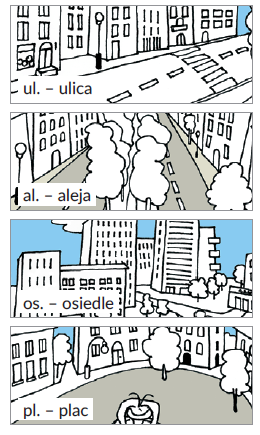 ul. – ulica
al. – aleja
os. – osiedle
pl. – plac